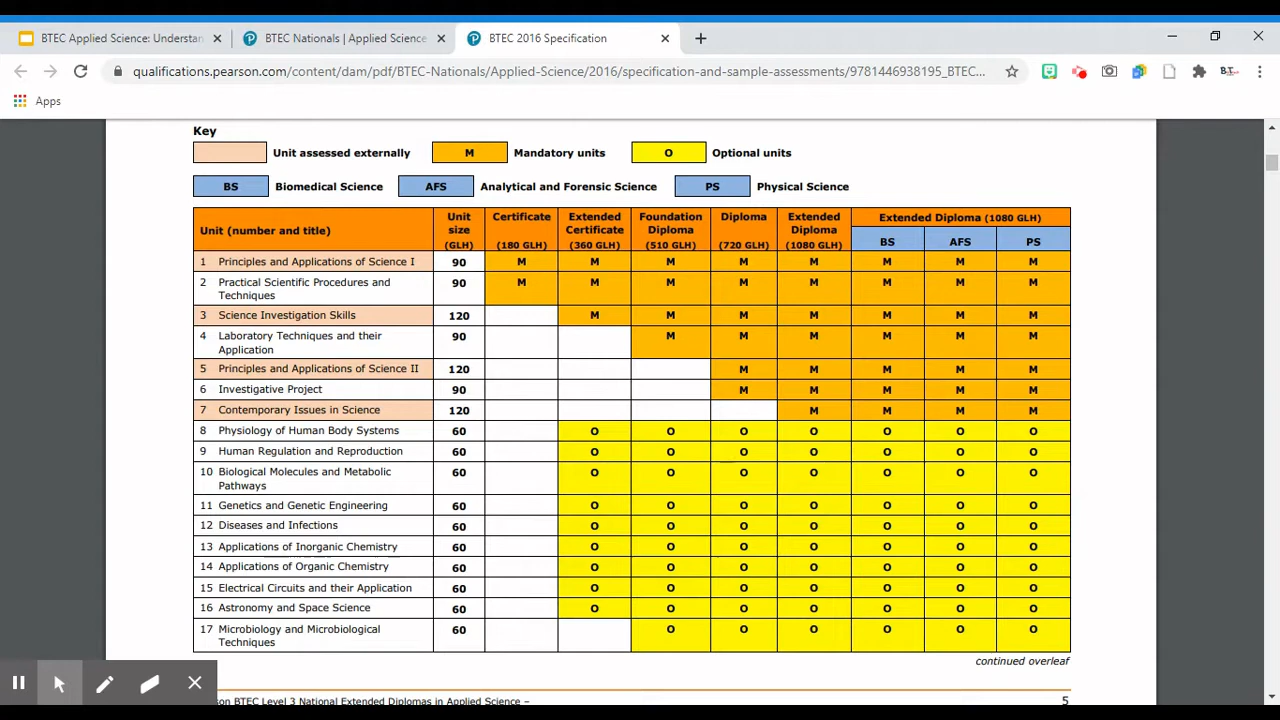 BTEC Applied Science: Understan
BTEC Nationals | Applied Science
BTEC 2016 Specification
qualifications.pearson.com/content/dam/pdf/BTEC-Nationals/Applied-Science/2016/specification-and-sample-assessments/9781446938195_BTEC...
Apps
Key
Unit assessed externally M Mandatory units O Optional units
BS Biomedical Science AFS Analytical and Forensic Science PS Physical Science
Unit (number and title) Unit size (GLH) Certificate (180 GLH) Extended Certificate (360 GLH) Foundation Diploma (510 GLH) Diploma (720 GLH) Extended Diploma (1080 GLH) Extended Diploma (1080 GLH)
BS AFS PS
1 Principles and Applications of Science I 90 M M M M M M M M
2 Practical Scientific Procedures and 90 M M M M M M M M
Techniques
3 Science Investigation Skills 120 M M M M M M M
4 Laboratory Techniques and their 90 M M M M M M
Application
5 Principles and Applications of Science II 120 M M M M M
6 Investigative Project 90 M M M M M
7 Contemporary Issues in Science 120 M M M M
8 Physiology of Human Body Systems 60 O O O O O O O
9 Human Regulation and Reproduction 60 O O O O O O O
10 Biological Molecules and Metabolic 60 O O O O O O O
Pathways
11 Genetics and Genetic Engineering 60 O O O O O O O
12 Diseases and Infections 60 O O O O O O O
13 Applications of Inorganic Chemistry 60 O O O O O O O
14 Applications of Organic Chemistry 60 O O O O O O O
15 Electrical Circuits and their Application 60 O O O O O O O
16 Astronomy and Space Science 60 O O O O O O O
17 Microbiology and Microbiological 60 O O O O O O
Techniques
continued overleaf
rson BTEC Level 3 National Extended Diplomas in Applied Science – 5